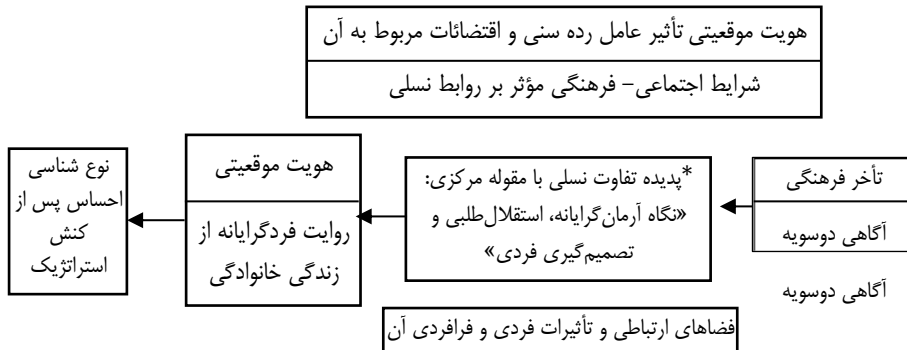 هویت موقعیتی تأثیر عامل رده سنی و اقتضائات مربوط به آن
شرایط اجتماعی- فرهنگی مؤثر بر روابط نسلی
تأخر فرهنگی
آگاهی دوسویه
آگاهی دوسویه
*پدیده تفاوت نسلی با مقوله مرکزی:
«نگاه آرمان‌گرایانه، استقلال‌طلبی و
تصمیم‌گیری فردی»
هویت موقعیتی
روایت فردگرایانه از
زندگی خانوادگی
نوع شناسی
احساس پس از
کنش
استراتژیک
فضاهای ارتباطی و تأثیرات فردی و فرافردی آن